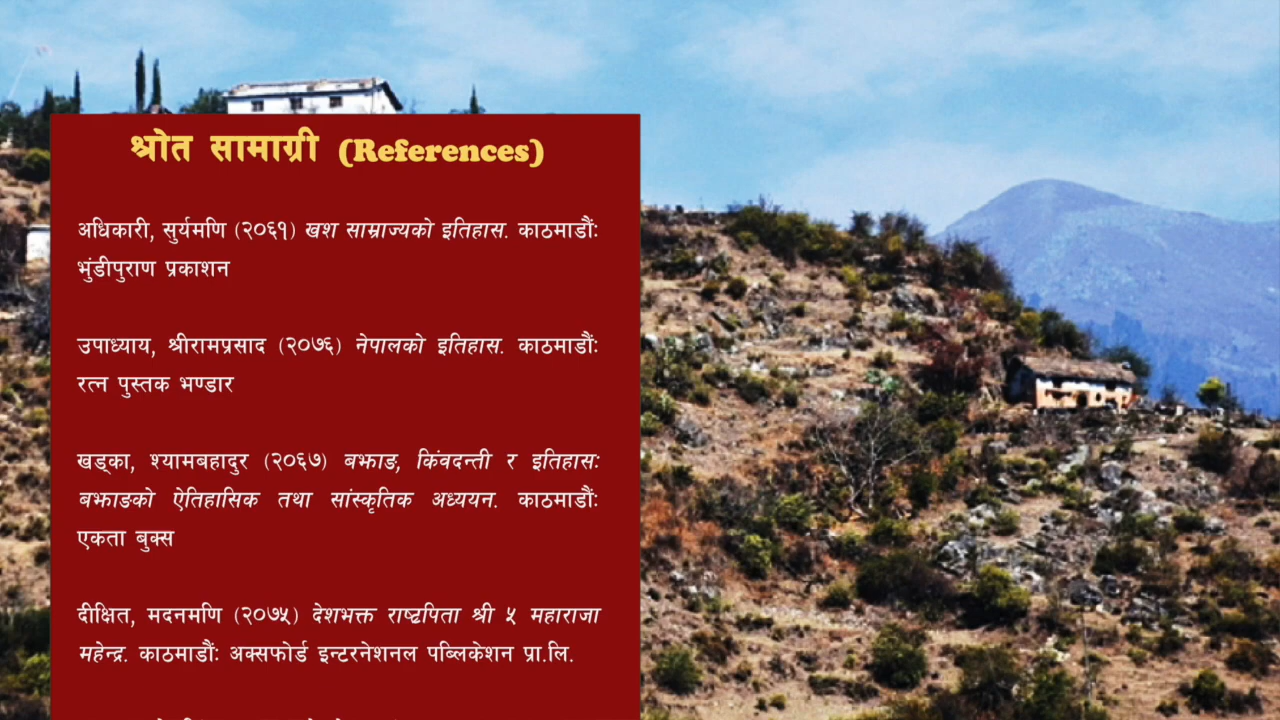 श्रोत सामाग्री (References)
अधिकारी, सुर्यमणि (२०६१) खश साम्राज्यको इतिहास. काठमाडौंः
भुंडीपुराण प्रकाशन
उपाध्याय, श्रीरामप्रसाद (२०७६) नेपालको इतिहास. काठमाडौंः
रत्न पुस्तक भण्डार
खड्का, श्यामबहादुर (२०६७) बझाङ, किंवदन्ती र इतिहासः
बझाङको ऐतिहासिक तथा सांस्कृतिक अध्ययन. काठमाडौंः
एकता बुक्स
दीक्षित, मदनमणि (२०७५) देशभक्त राष्ट्रपिता श्री ५ महाराजा
महेन्द्र. काठमाडौंः अक्सफोर्ड इन्टरनेशनल पब्लिकेशन प्रा.लि.